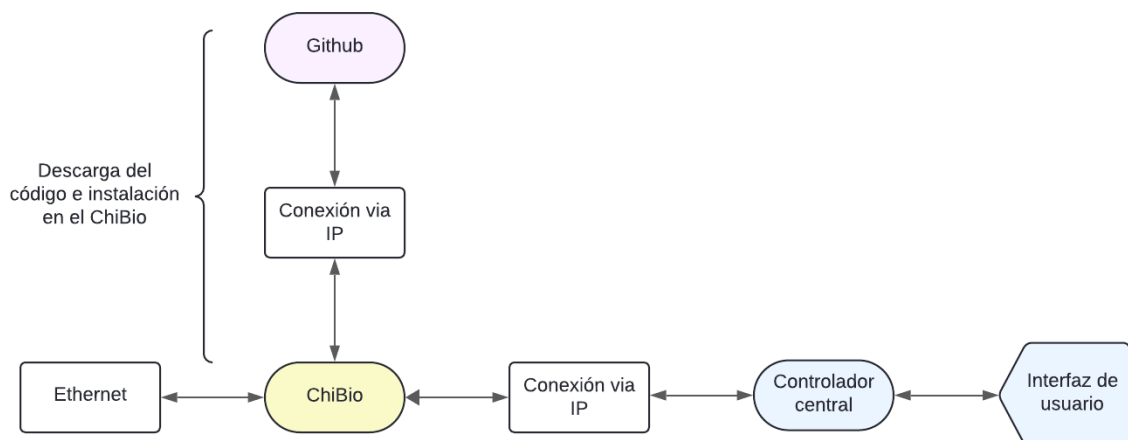 Github
Descarga del
código e instalación
en el ChiBio
Conexión via
IP
Ethernet
ChiBio
Conexión via
IP
Controlador
central
Interfaz de
usuario